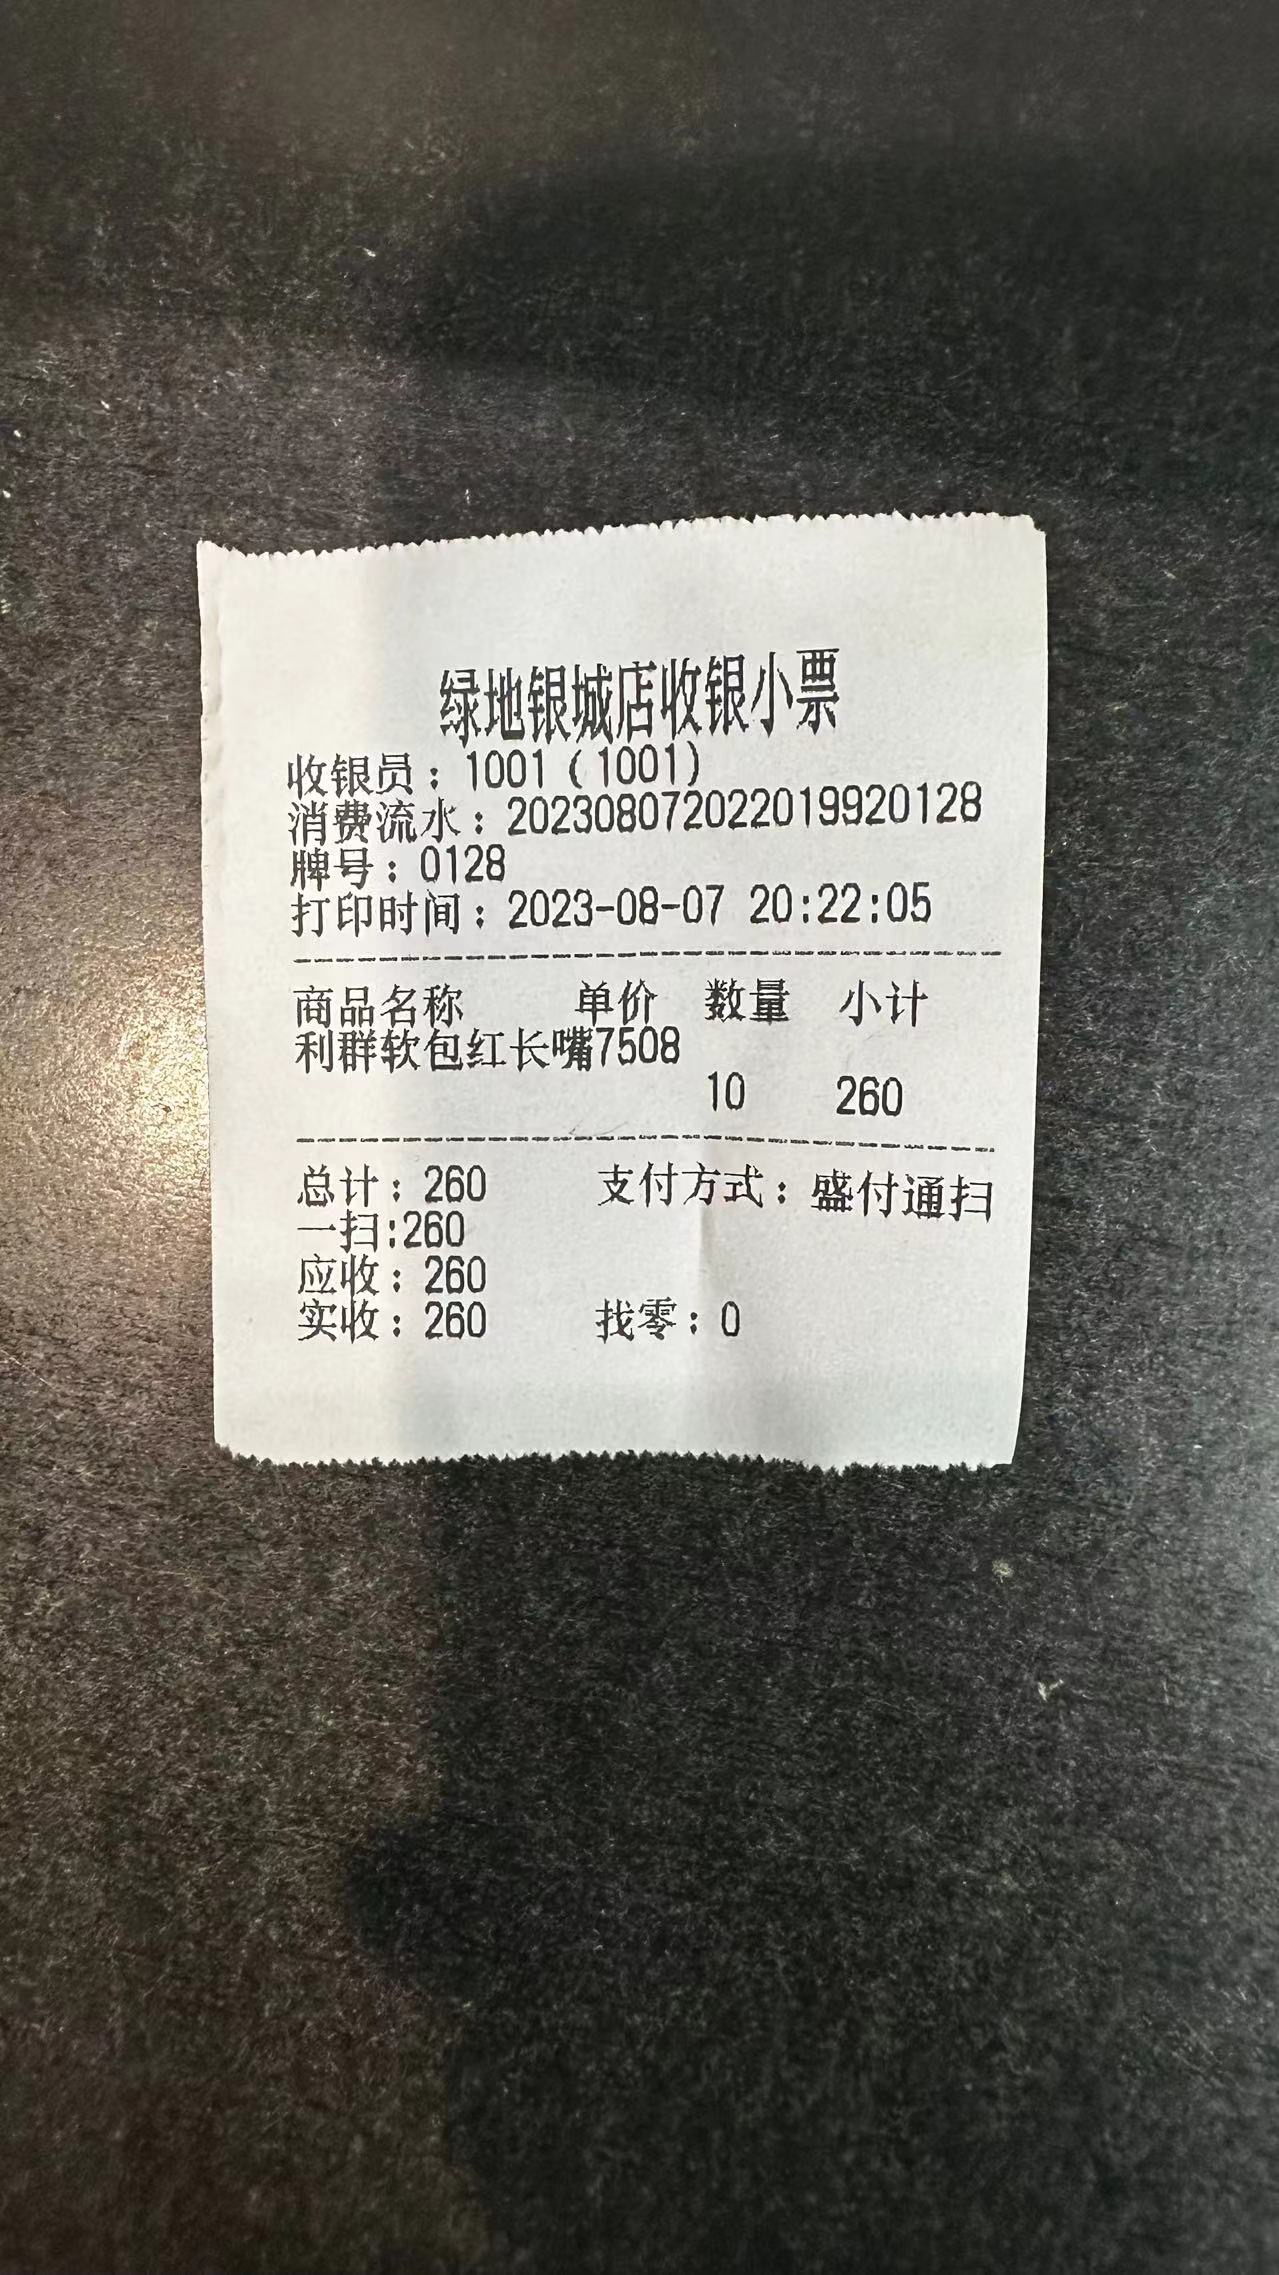 绿地银城店收银小票
收银员：1001（1001）
消费流水：20230807202201992​0128
牌号：0128
打印时间：2023-08-07 20:22:05
商品名称 单价 数量 小计
利群软包红长嘴7508
10 260
总计：260 支付方式：盛付通扫
一扫:260
应收：260
实收：260 找零：0